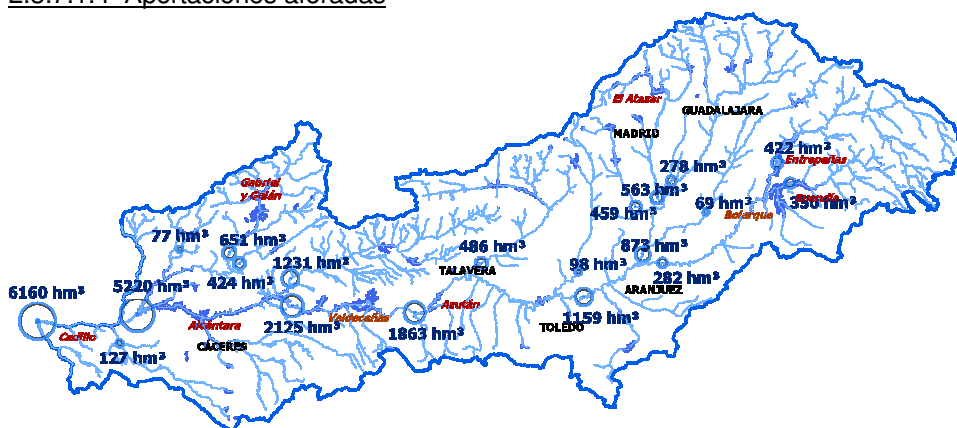 El Atazar
GUADALAJARA
MADRID
422 hm³
Entrepeñas
278 hm³
Gabriel
y Galán
563 hm³
69 hm³
Buendía
459 hm³
Bolarque
77 hm³
651 hm³
486 hm³
873 hm³
1231 hm³
98 hm³
TALAVERA
424 hm³
282 hm³
5220 hm³
ARANJUEZ
6160 hm³
Azután
Valdecañas
1159 hm³
Alcántara
2125 hm³
1863 hm³
TOLEDO
Cedillo
CÁCERES
127 hm³